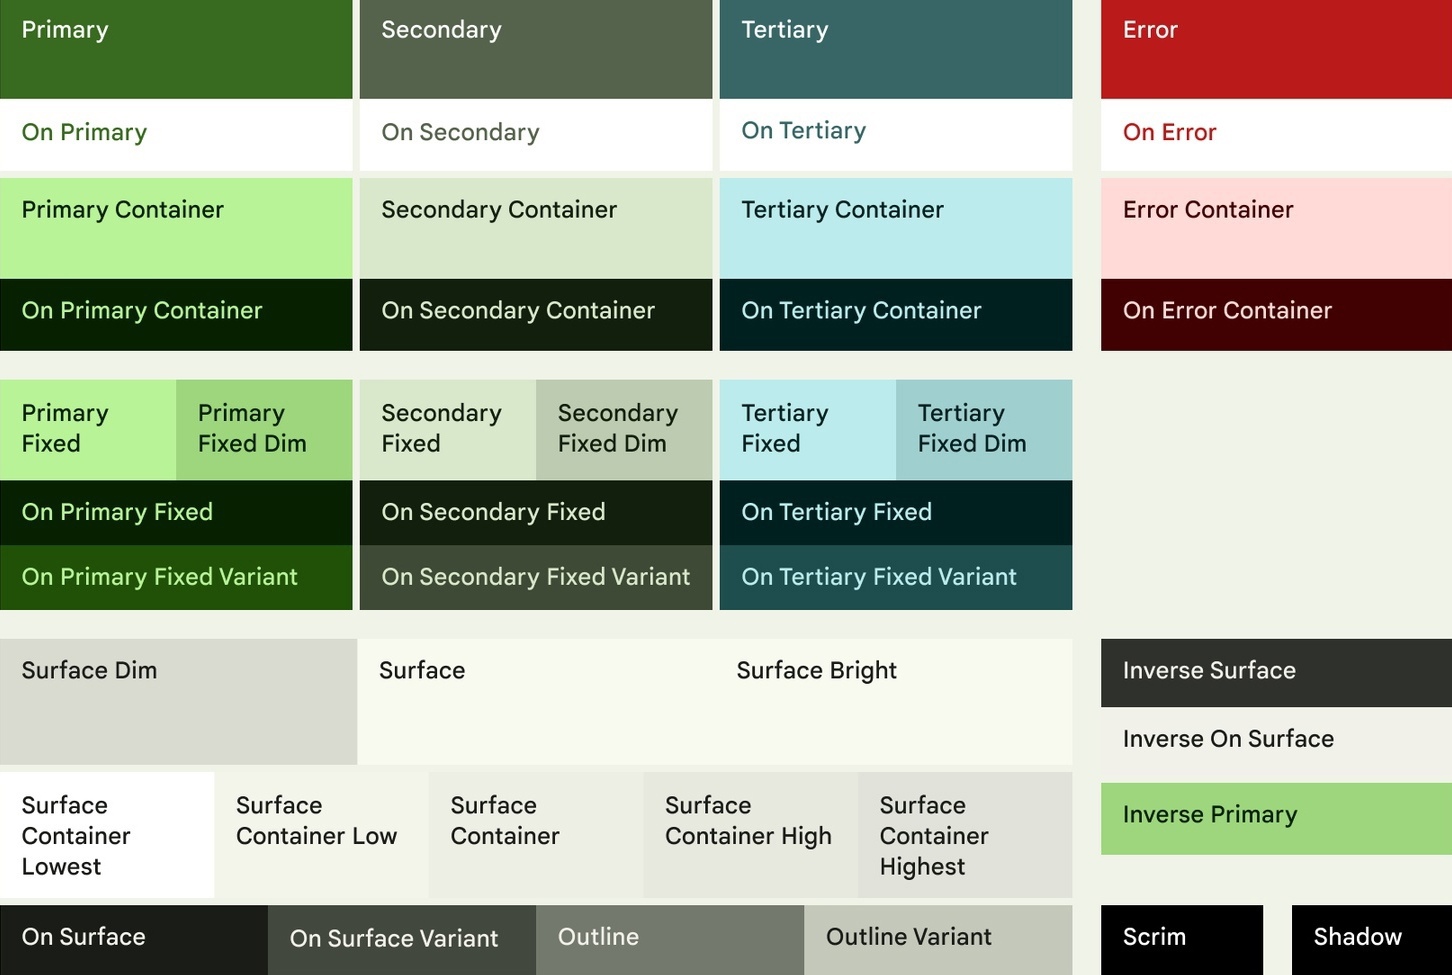 Primary
Secondary
Tertiary
Error
On Primary
On Secondary
On Tertiary
On Error
Primary Container
Secondary Container
Tertiary Container
Error Container
On Primary Container
On Secondary Container
On Tertiary Container
On Error Container
Primary
Fixed
Primary
Fixed Dim
Secondary
Fixed
Secondary
Fixed Dim
Tertiary
Fixed
Tertiary
Fixed Dim
On Primary Fixed
On Secondary Fixed
On Tertiary Fixed
On Primary Fixed Variant
On Secondary Fixed Variant
On Tertiary Fixed Variant
Surface Dim
Surface
Surface Bright
Inverse Surface
Inverse On Surface
Inverse Primary
Surface
Container
Lowest
Surface
Container Low
Surface
Container
Surface
Container High
Surface
Container
Highest
On Surface
On Surface Variant
Outline
Outline Variant
Scrim
Shadow